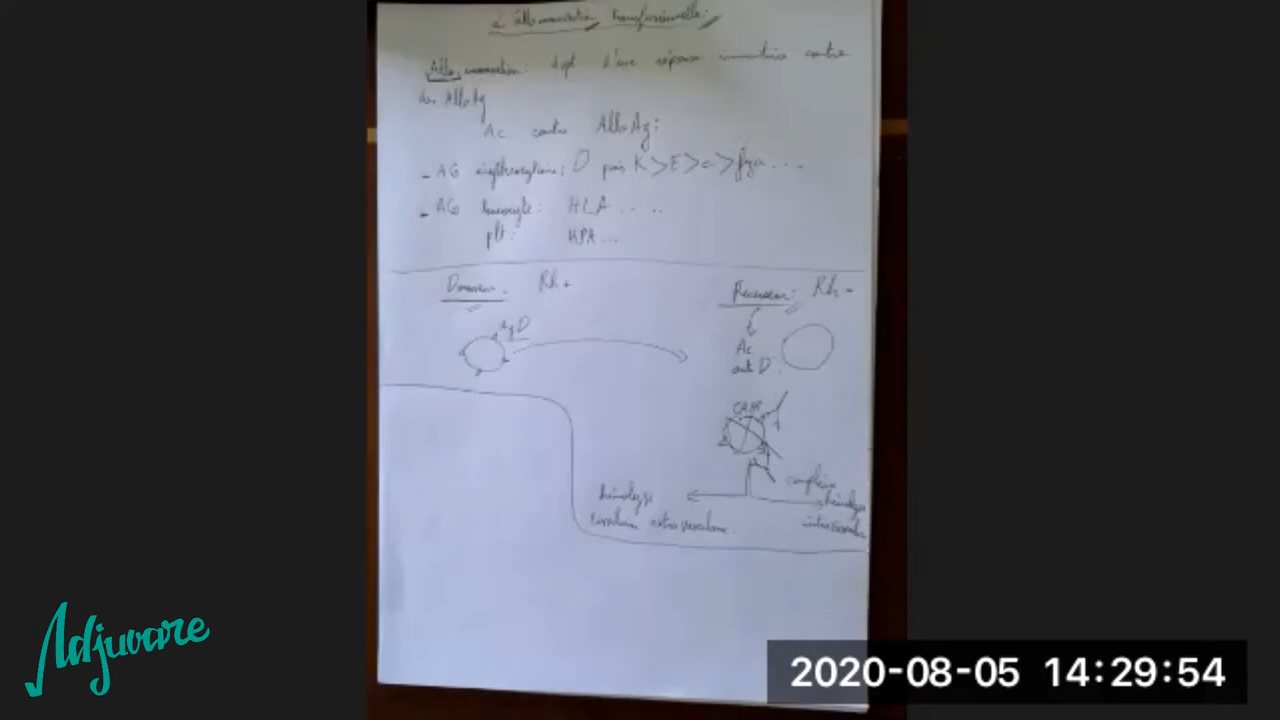 L'Allo immunisation transfusionnelle:
Allo immunisation: dvpt d'une réponse immunitaire contre
des AlloAg
Ac contre AlloAg:
- AG érythrocytaire: D puis K > E > c > fya ....
- AG leucocyte: HLA .....
plt: HPA ...
Donneur. Rh+
Receveur: Rh-
Ag D
Ac
anti D
complément
hémolyse
hémolyse
extravasculaire.
intravasculaire
Adjuvare
2020-08-05 14:29:54